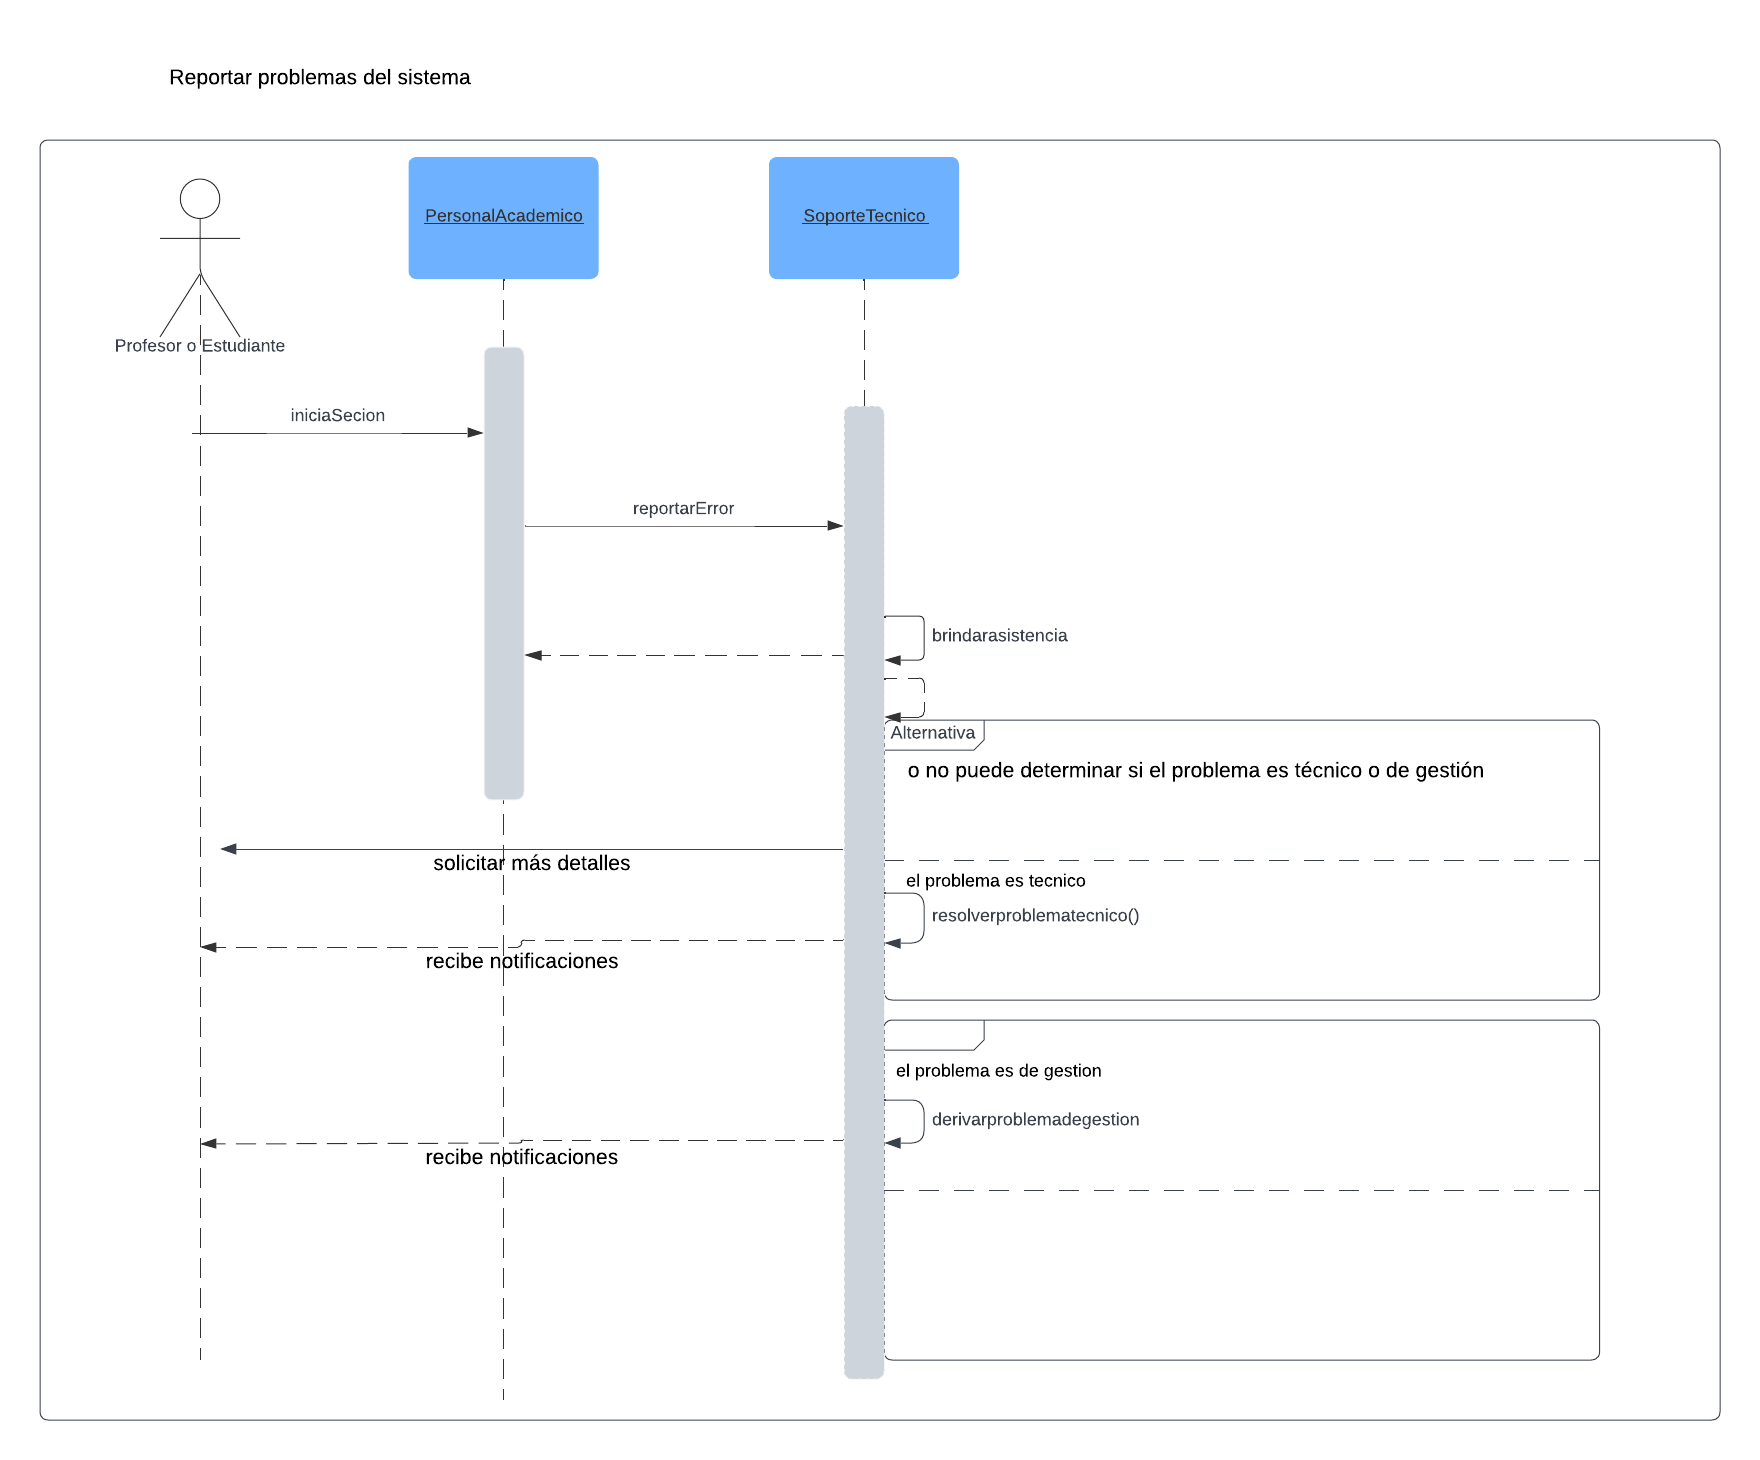 Reportar problemas del sistema
PersonalAcademico
SoporteTecnico
Profesor o Estudiante
iniciaSecion
reportarError
brindarasistencia
Alternativa
o no puede determinar si el problema es técnico o de gestión
solicitar más detalles
el problema es tecnico
resolverproblematecnico()
recibe notificaciones
el problema es de gestion
derivarproblemadegestion
recibe notificaciones